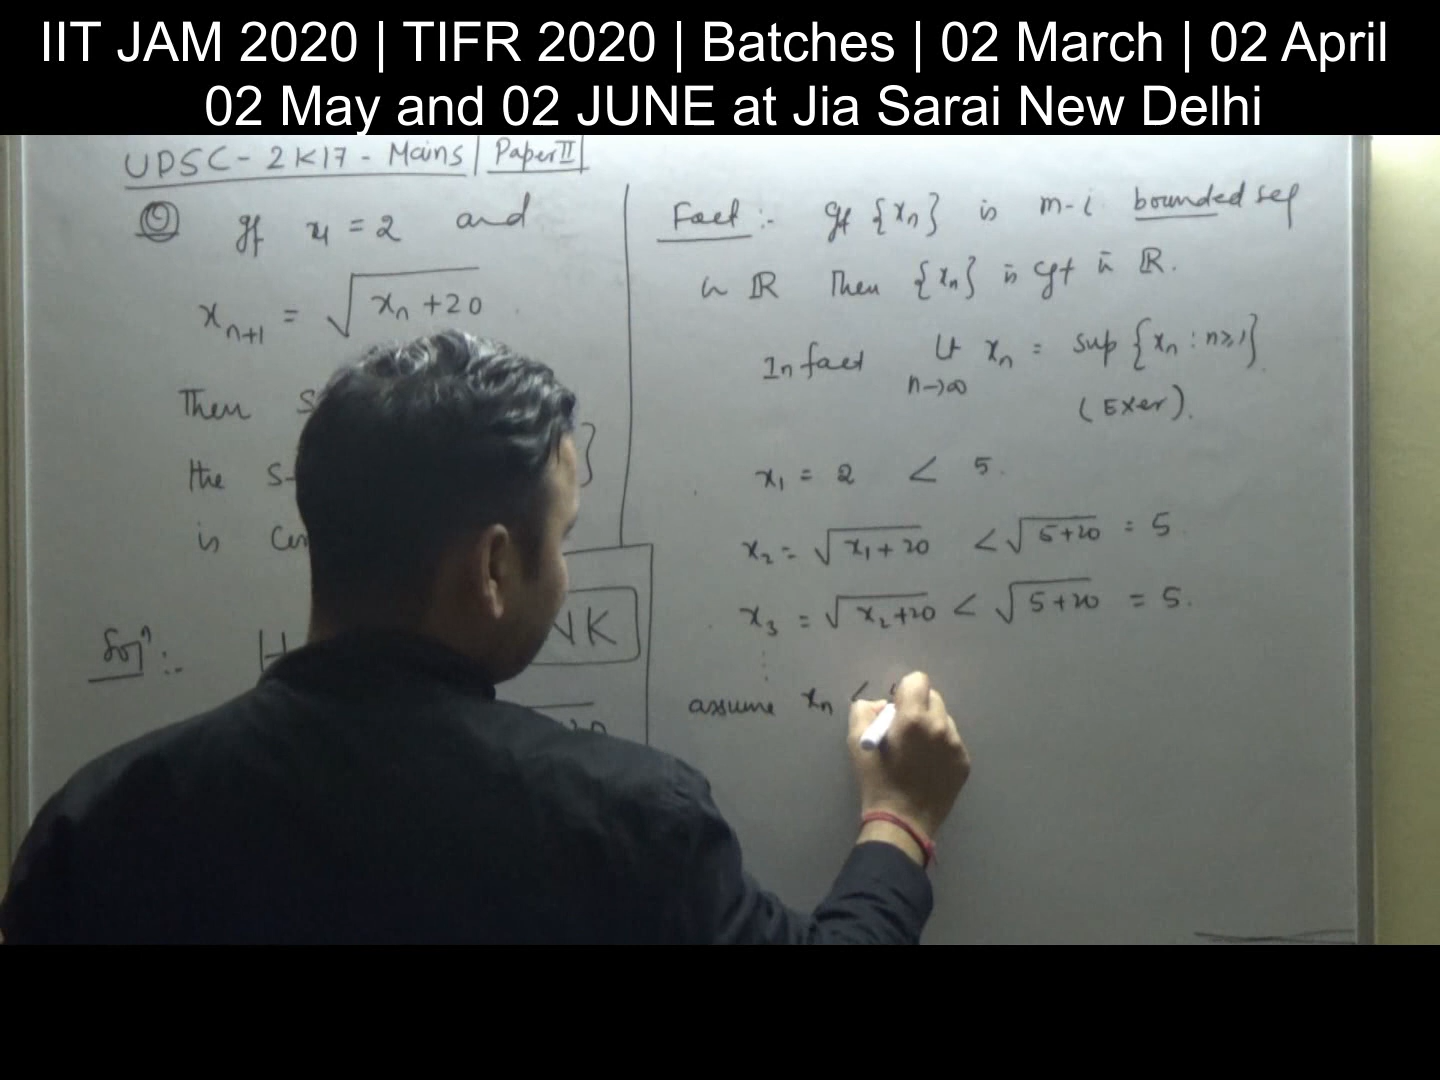 IIT JAM 2020 | TIFR 2020 | Batches | 02 March | 02 April
02 May and 02 JUNE at Jia Sarai New Delhi
UPSC - 2K17 - Mains | Paper II |
Q If x₁ = 2 and
xₙ₊₁ = √(xₙ + 20)
Then S
the S-
is Con
Solⁿ :-
NK
Fact :- If {xₙ} is m-i bounded seq
in ℝ Then {xₙ} is cgt in ℝ.
In fact Lt xₙ = sup {xₙ : n≥1}
n→∞
(Exer).
x₁ = 2 < 5.
x₂ = √(x₁ + 20) < √(5+20) = 5
x₃ = √(x₂ + 20) < √(5+20) = 5.
assume xₙ <